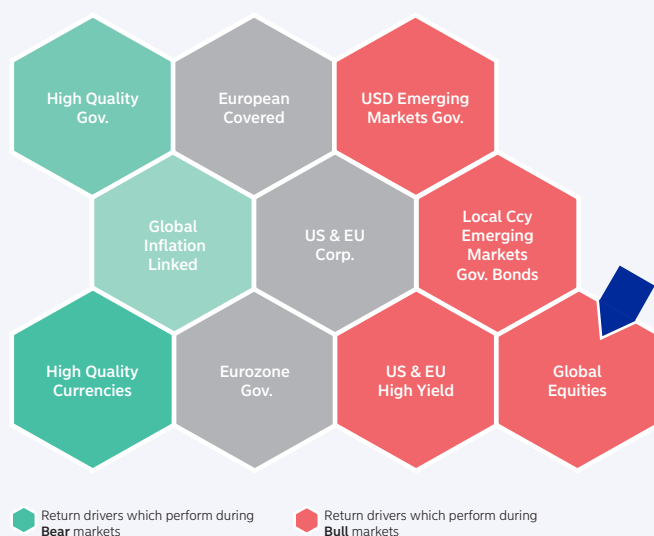 High Quality
Gov.
European
Covered
USD Emerging
Markets Gov.
Global
Inflation
Linked
US & EU
Corp.
Local Ccy
Emerging
Markets
Gov. Bonds
High Quality
Currencies
Eurozone
Gov.
US & EU
High Yield
Global
Equities
Return drivers which perform during
Bear markets
Return drivers which perform during
Bull markets